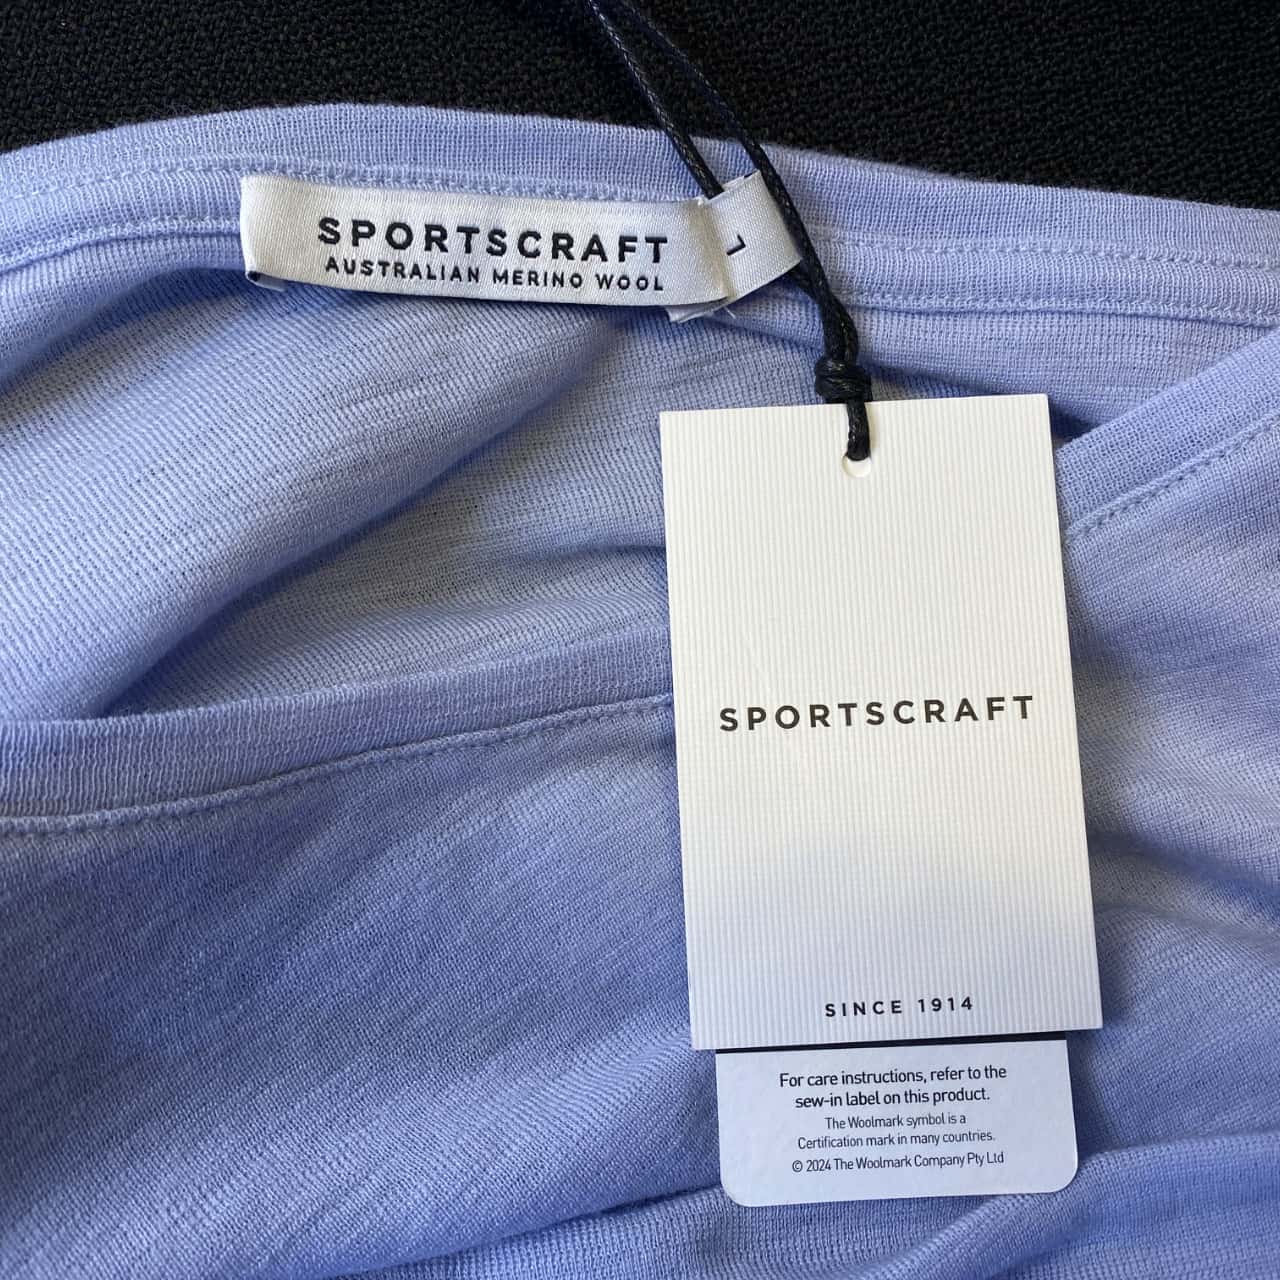 SPORTSCRAFT
AUSTRALIAN MERINO WOOL
L
SPORTSCRAFT
SINCE 1914
For care instructions, refer to the
sew-in label on this product.
The Woolmark symbol is a
Certification mark in many countries.
© 2024 The Woolmark Company Pty Ltd